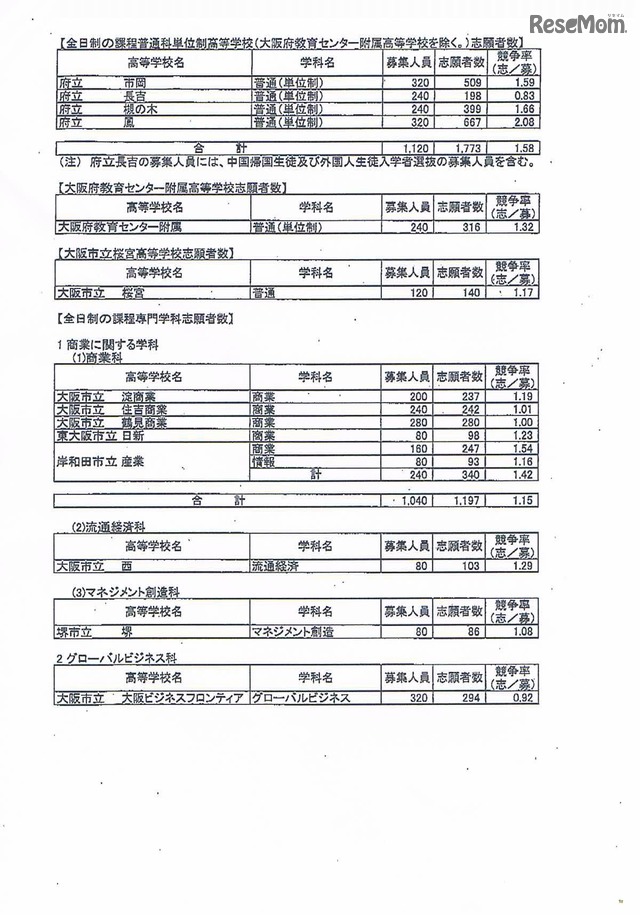 リセマム
ReseMom
【全日制の課程普通科単位制高等学校(大阪府教育センター附属高等学校を除く。)志願者数】
高等学校名 学科名 募集人員 志願者数 競争率(志/募)
府立 市岡 普通(単位制) 320 509 1.59
府立 長吉 普通(単位制) 240 198 0.83
府立 槻の木 普通(単位制) 240 399 1.66
府立 鳳 普通(単位制) 320 667 2.08
合計 1,120 1,773 1.58
(注) 府立長吉の募集人員には、中国帰国生徒及び外国人生徒入学者選抜の募集人員を含む。
【大阪府教育センター附属高等学校志願者数】
高等学校名 学科名 募集人員 志願者数 競争率(志/募)
大阪府教育センター附属 普通(単位制) 240 316 1.32
【大阪市立桜宮高等学校志願者数】
高等学校名 学科名 募集人員 志願者数 競争率(志/募)
大阪市立 桜宮 普通 120 140 1.17
【全日制の課程専門学科志願者数】
1 商業に関する学科
(1)商業科
高等学校名 学科名 募集人員 志願者数 競争率(志/募)
大阪市立 淀商業 商業 200 237 1.19
大阪市立 住吉商業 商業 240 242 1.01
大阪市立 鶴見商業 商業 280 280 1.00
東大阪市立 日新 商業 80 98 1.23
岸和田市立 産業 商業 160 247 1.54
情報 80 93 1.16
計 240 340 1.42
合計 1,040 1,197 1.15
(2)流通経済科
高等学校名 学科名 募集人員 志願者数 競争率(志/募)
大阪市立 西 流通経済 80 103 1.29
(3)マネジメント創造科
高等学校名 学科名 募集人員 志願者数 競争率(志/募)
堺市立 堺 マネジメント創造 80 86 1.08
2 グローバルビジネス科
高等学校名 学科名 募集人員 志願者数 競争率(志/募)
大阪市立 大阪ビジネスフロンティア グローバルビジネス 320 294 0.92